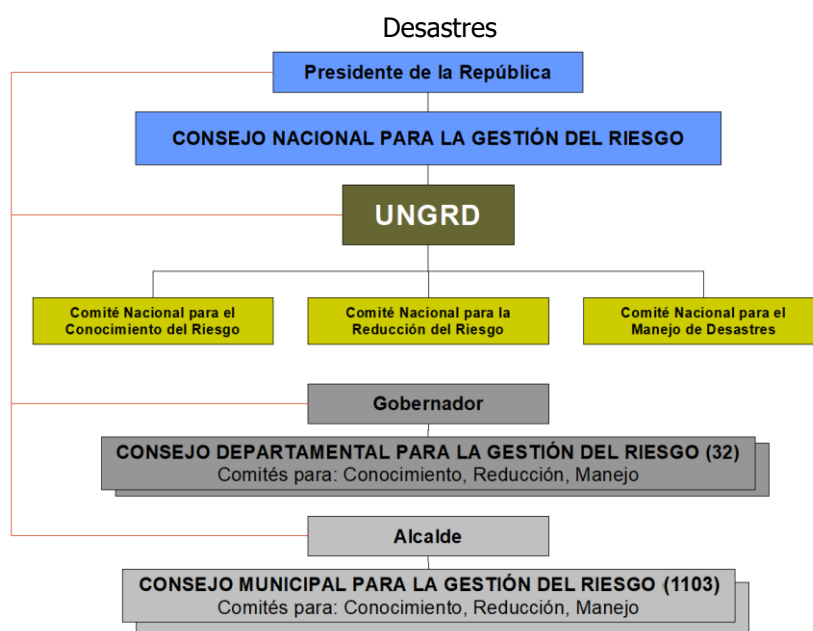 Desastres
Presidente de la República
CONSEJO NACIONAL PARA LA GESTIÓN DEL RIESGO
UNGRD
Comité Nacional para el
Conocimiento del Riesgo
Comité Nacional para la
Reducción del Riesgo
Comité Nacional para el
Manejo de Desastres
Gobernador
CONSEJO DEPARTAMENTAL PARA LA GESTIÓN DEL RIESGO (32)
Comités para: Conocimiento, Reducción, Manejo
Alcalde
CONSEJO MUNICIPAL PARA LA GESTIÓN DEL RIESGO (1103)
Comités para: Conocimiento, Reducción, Manejo